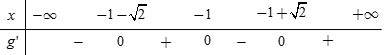 x −∞ −1−√2 −1 −1+√2 +∞
g' − 0 + 0 − 0 +